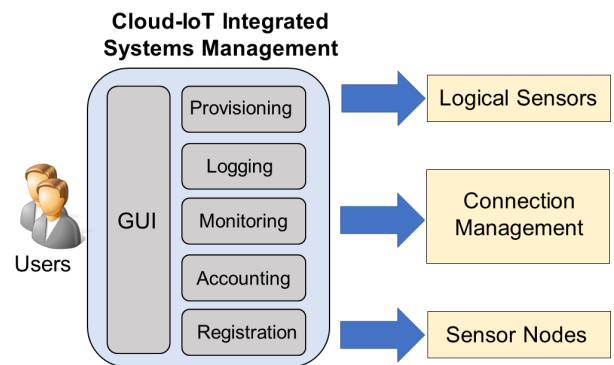 Cloud-IoT Integrated
Systems Management
Users
GUI
Provisioning
Logging
Monitoring
Accounting
Registration
Logical Sensors
Connection
Management
Sensor Nodes